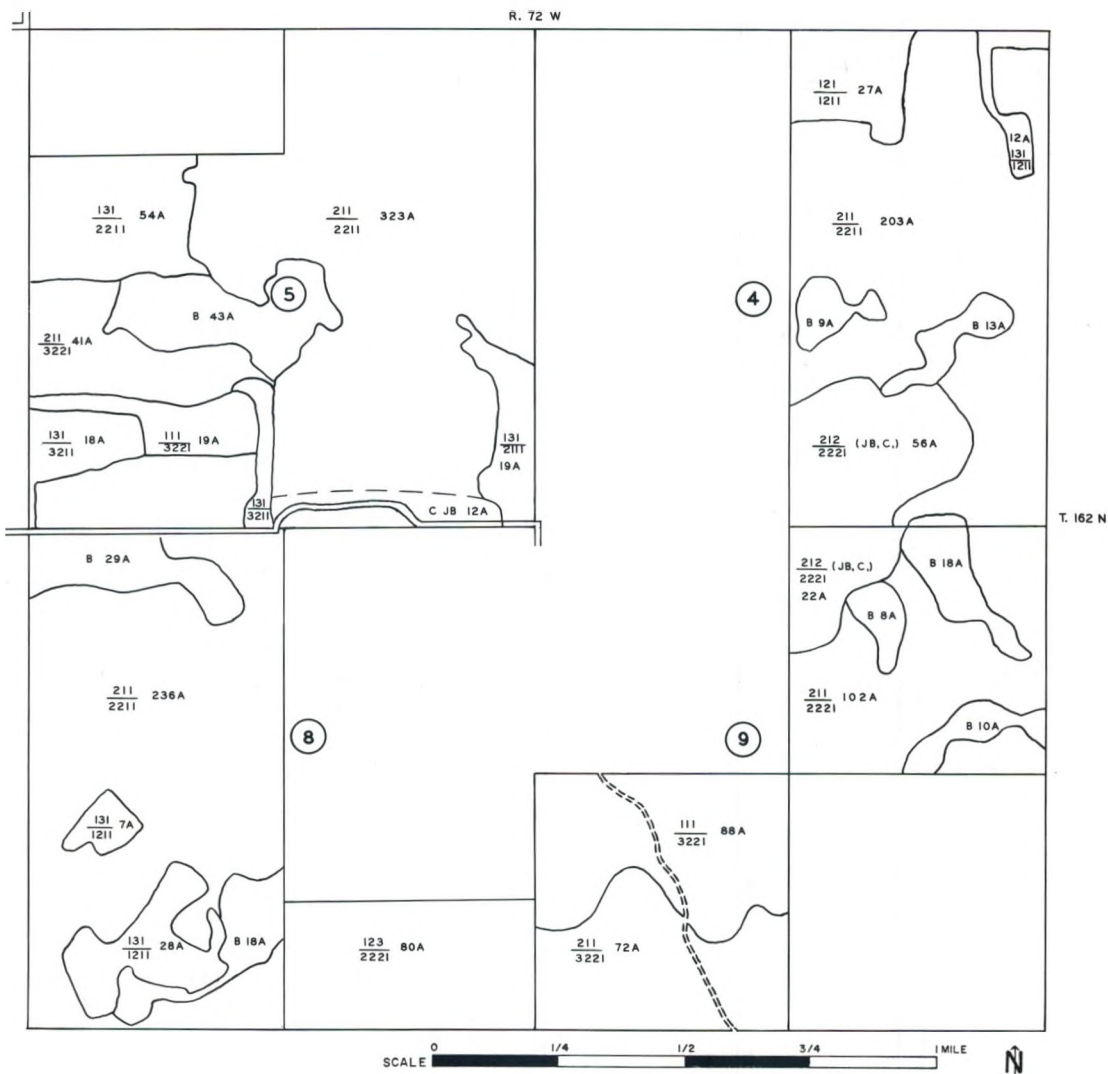 R. 72 W
121
1211 27A
12A
131
1211
131
2211 54A
211
2211 323A
211
2211 203A
5
4
B 43A
B 9A
B 13A
211
3221 41A
131
3211 18A
111
3221 19A
131
2111
19A
212
2221 (JB, C,) 56A
131
3211
C JB 12A
T. 162 N
B 29A
212
2221 (JB, C,)
22A
B 18A
B 8A
211
2211 236A
211
2221 102A
B 10A
8
9
131
1211 7A
111
3221 88A
131
1211 28A
B 18A
123
2221 80A
211
3221 72A
SCALE 0 1/4 1/2 3/4 1 MILE
N